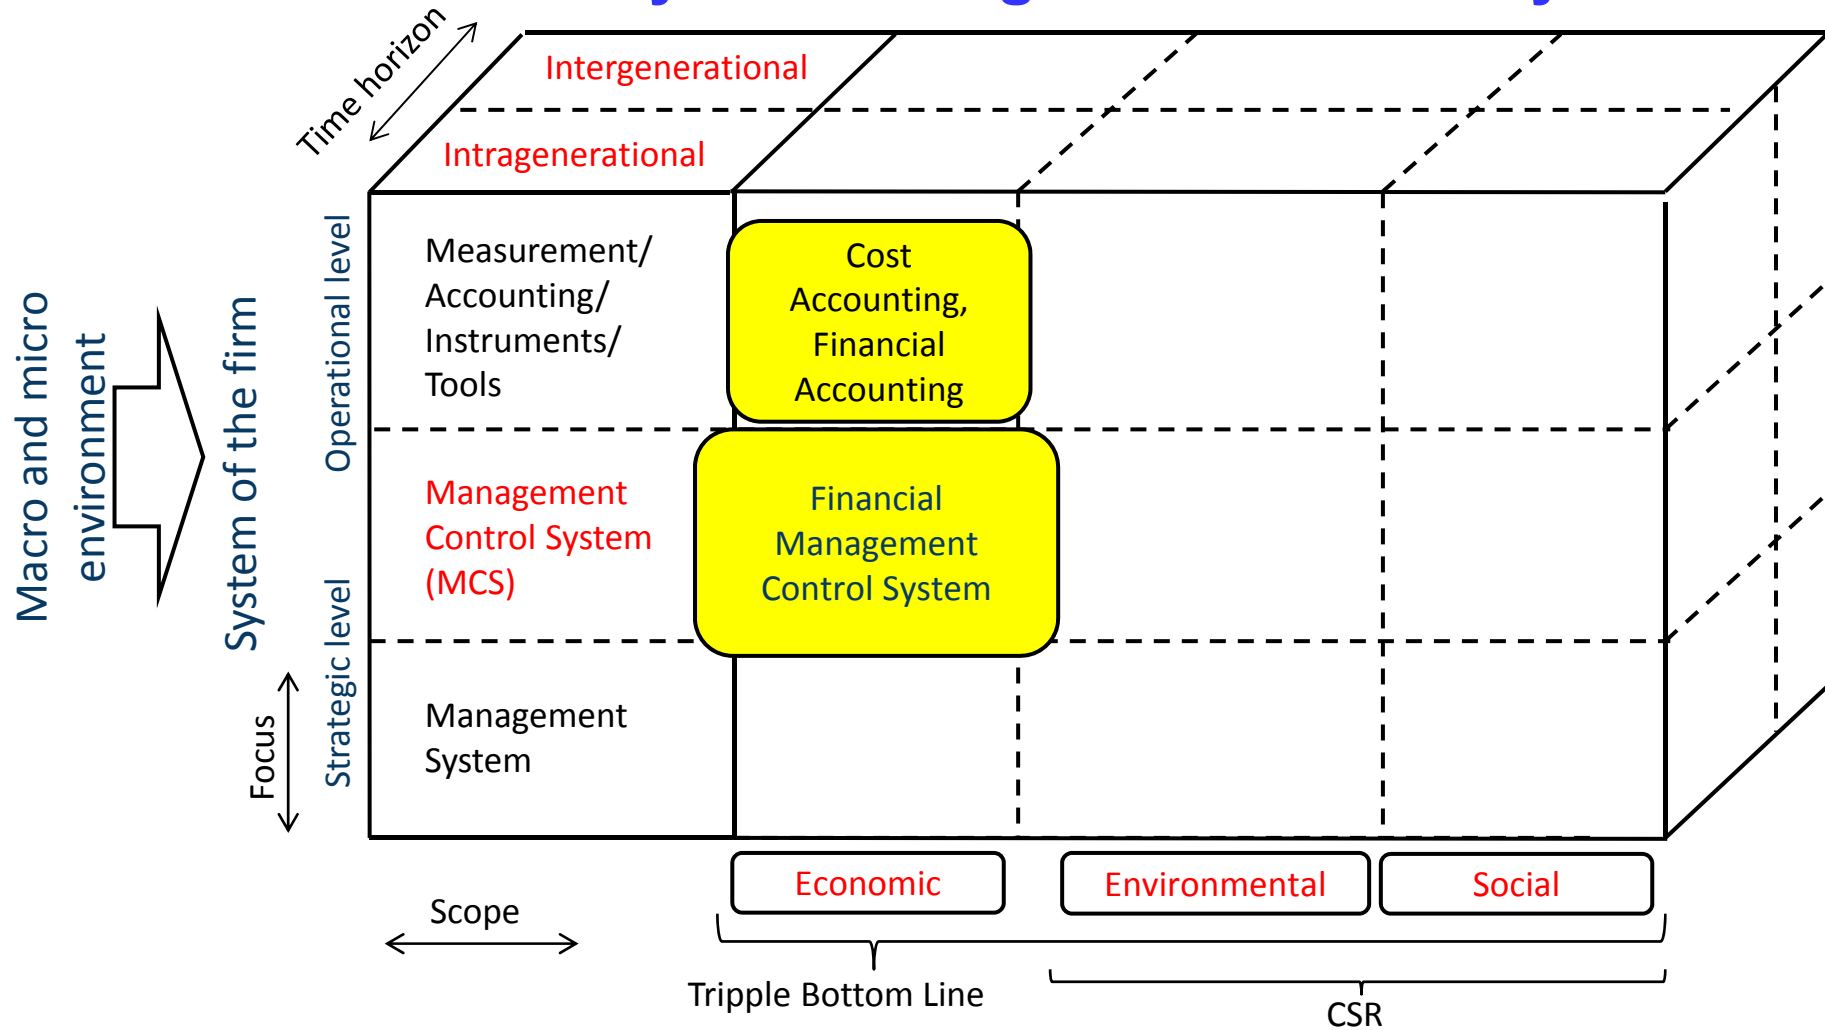 Time horizon
Intergenerational
Intragenerational
Macro and micro
environment
System of the firm
Operational level
Strategic level
Focus
Measurement/
Accounting/
Instruments/
Tools
Cost
Accounting,
Financial
Accounting
Management
Control System
(MCS)
Financial
Management
Control System
Management
System
Economic
Environmental
Social
Scope
Tripple Bottom Line
CSR